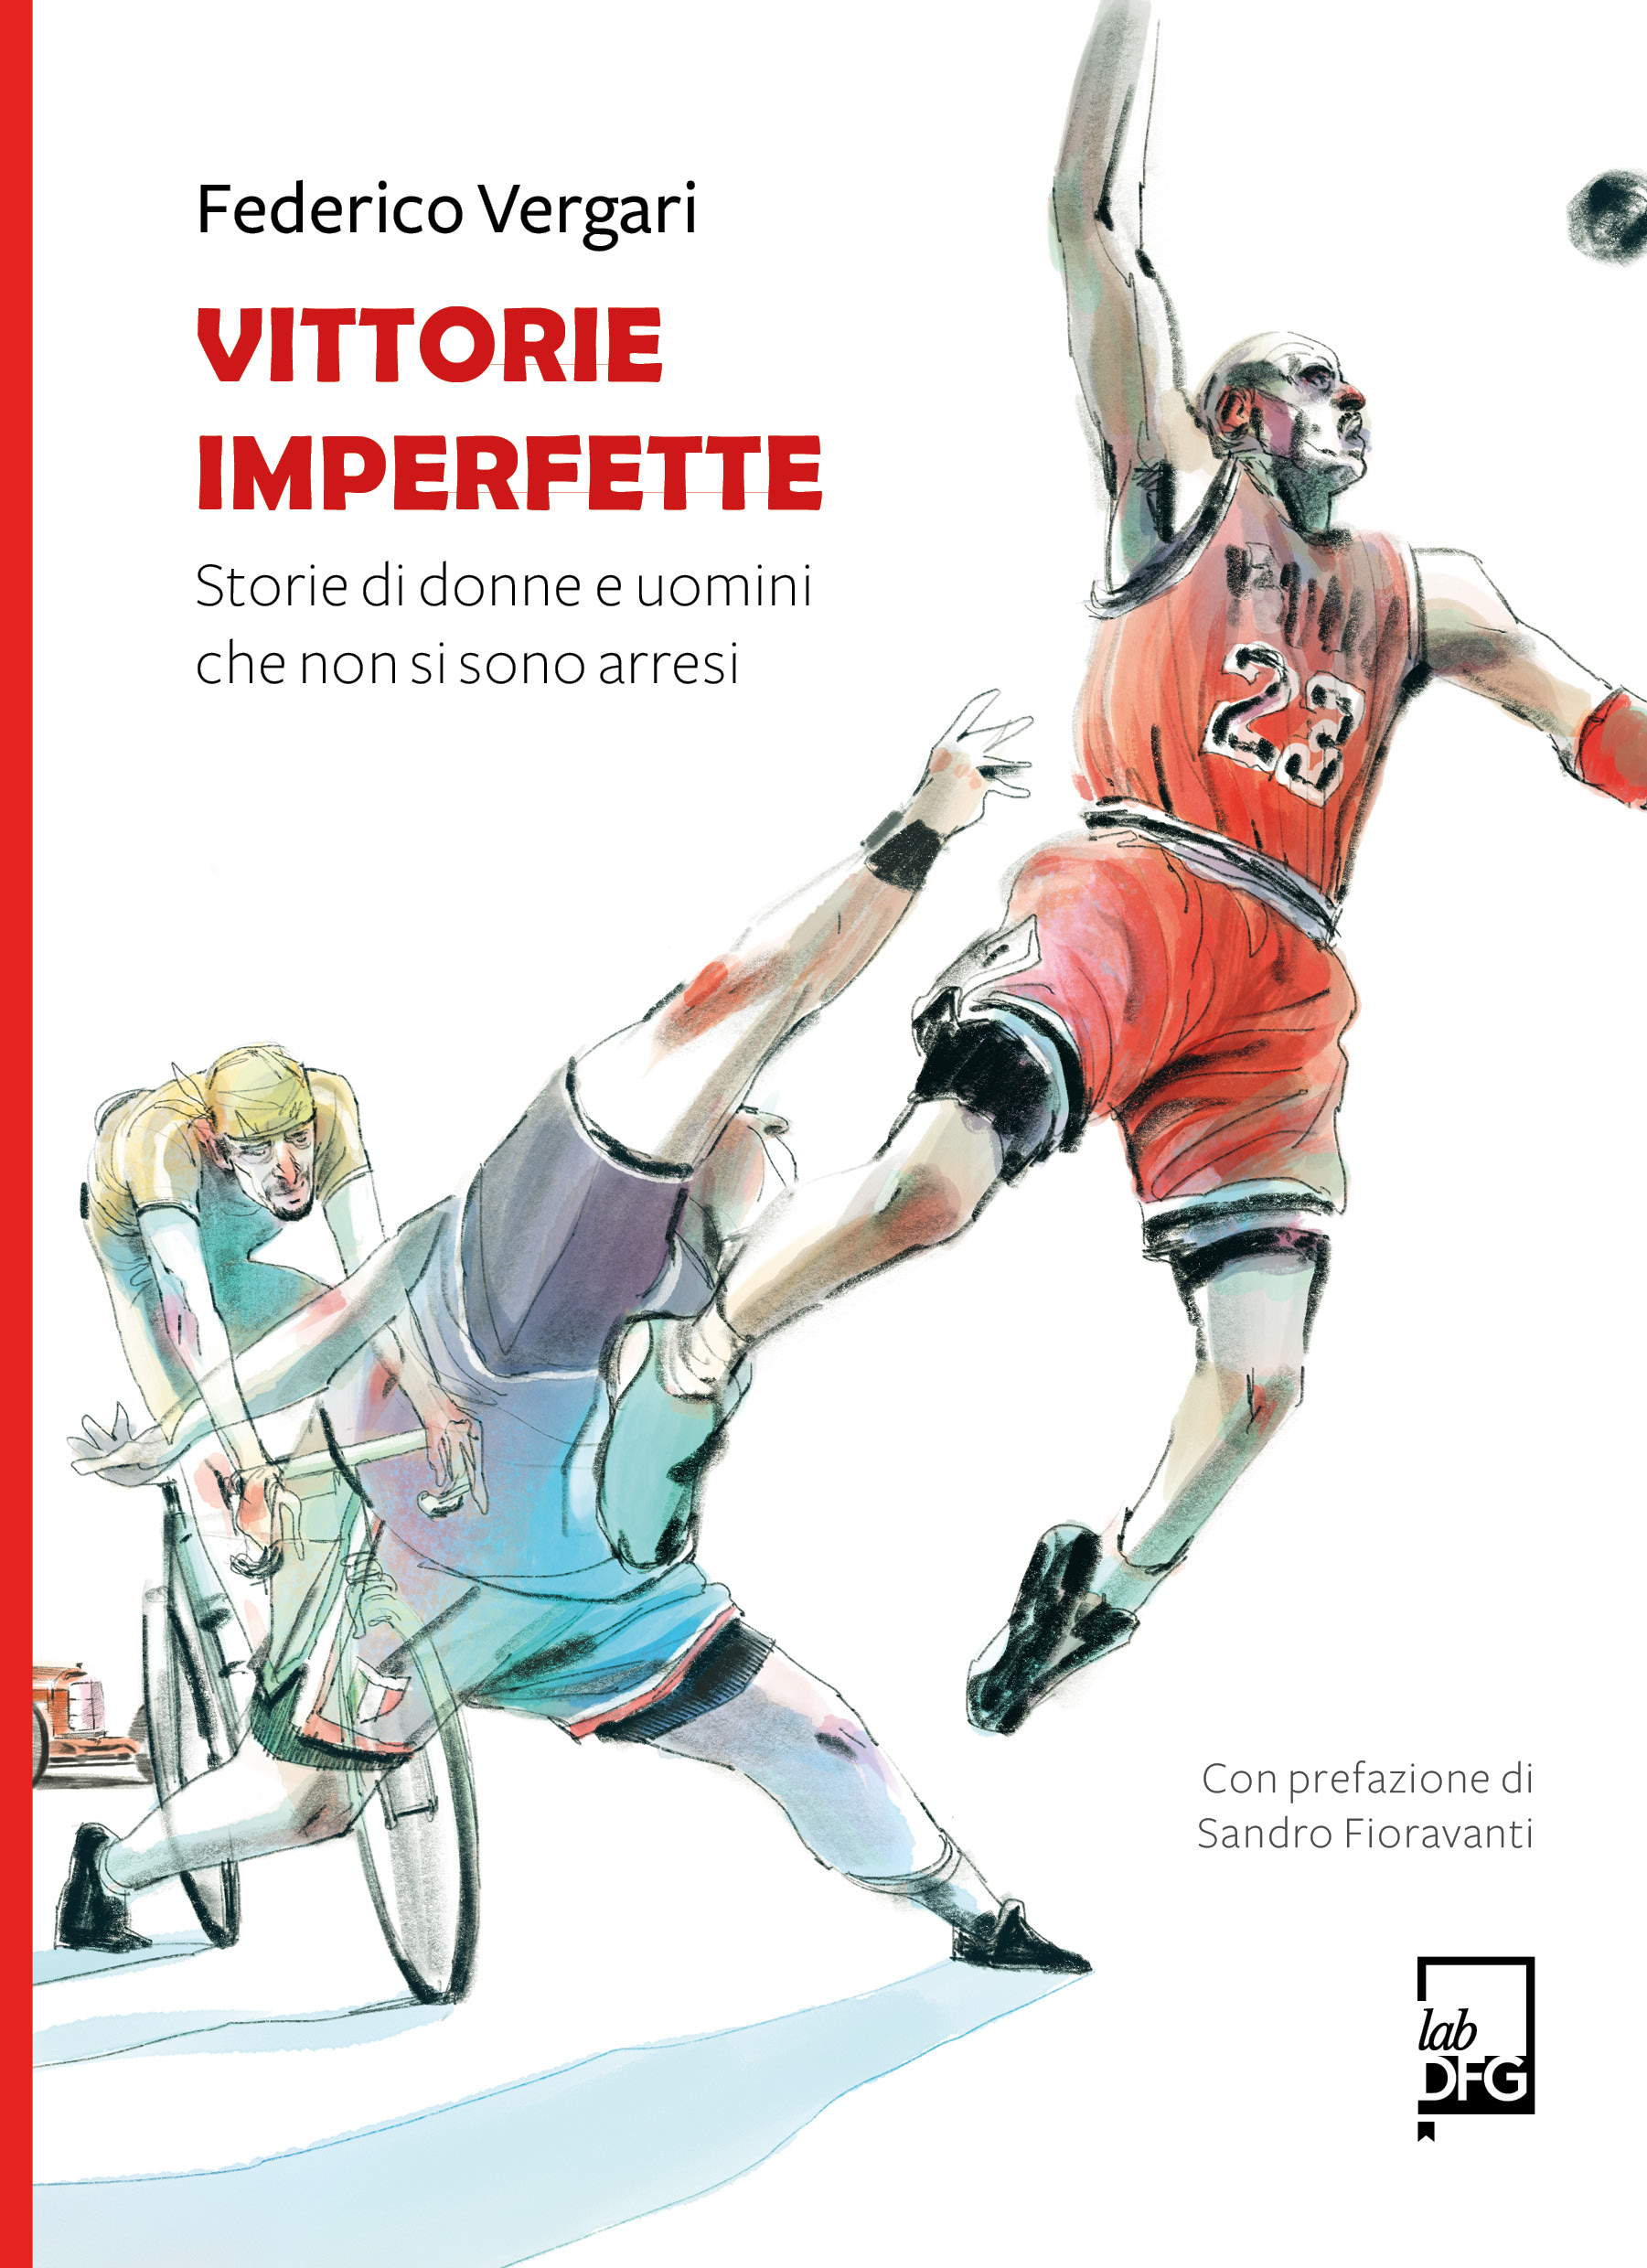 Federico Vergari
VITTORIE
IMPERFETTE
Storie di donne e uomini
che non si sono arresi
23
Con prefazione di
Sandro Fioravanti
lab
DFG